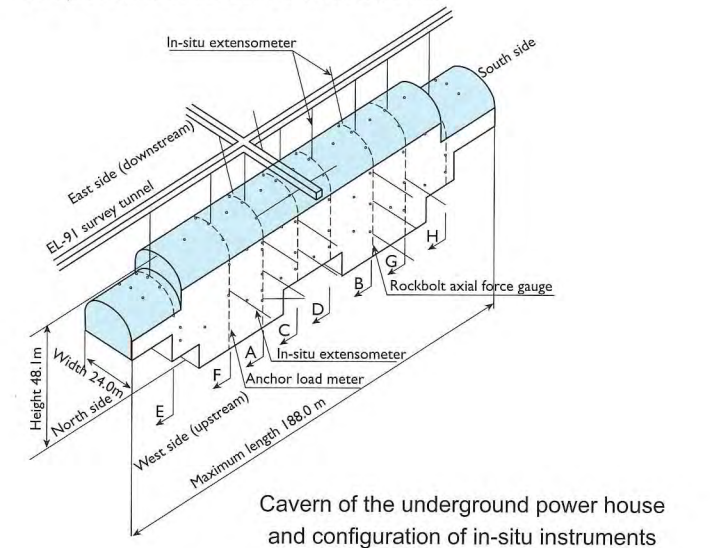 In-situ extensometer
South side
East side (downstream)
EL-91 survey tunnel
H
G
B
Rockbolt axial force gauge
D
C
In-situ extensometer
A
Anchor load meter
F
E
Height 48.1m
Width 24.0m
North side
West side (upstream)
Maximum length 188.0 m
Cavern of the underground power house
and configuration of in-situ instruments